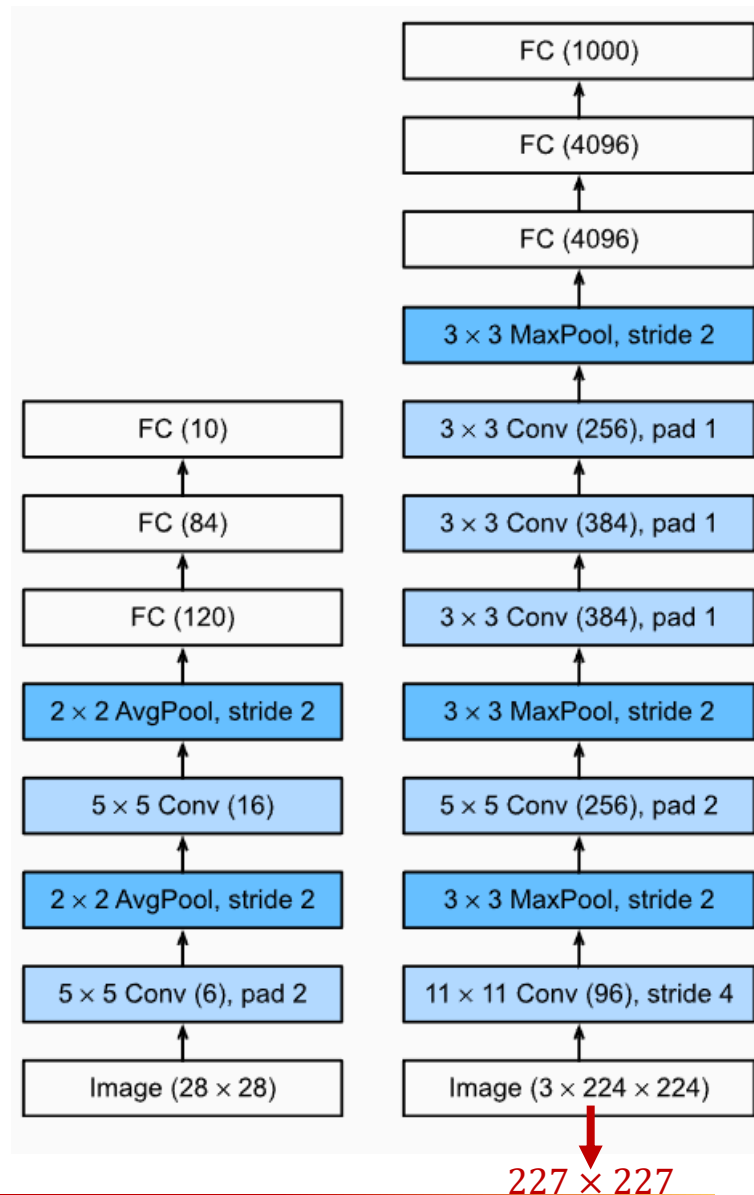 FC (1000)
FC (4096)
FC (4096)
3 × 3 MaxPool, stride 2
3 × 3 Conv (256), pad 1
3 × 3 Conv (384), pad 1
3 × 3 Conv (384), pad 1
3 × 3 MaxPool, stride 2
5 × 5 Conv (256), pad 2
3 × 3 MaxPool, stride 2
11 × 11 Conv (96), stride 4
Image (3 × 224 × 224)
227 × 227
FC (10)
FC (84)
FC (120)
2 × 2 AvgPool, stride 2
5 × 5 Conv (16)
2 × 2 AvgPool, stride 2
5 × 5 Conv (6), pad 2
Image (28 × 28)